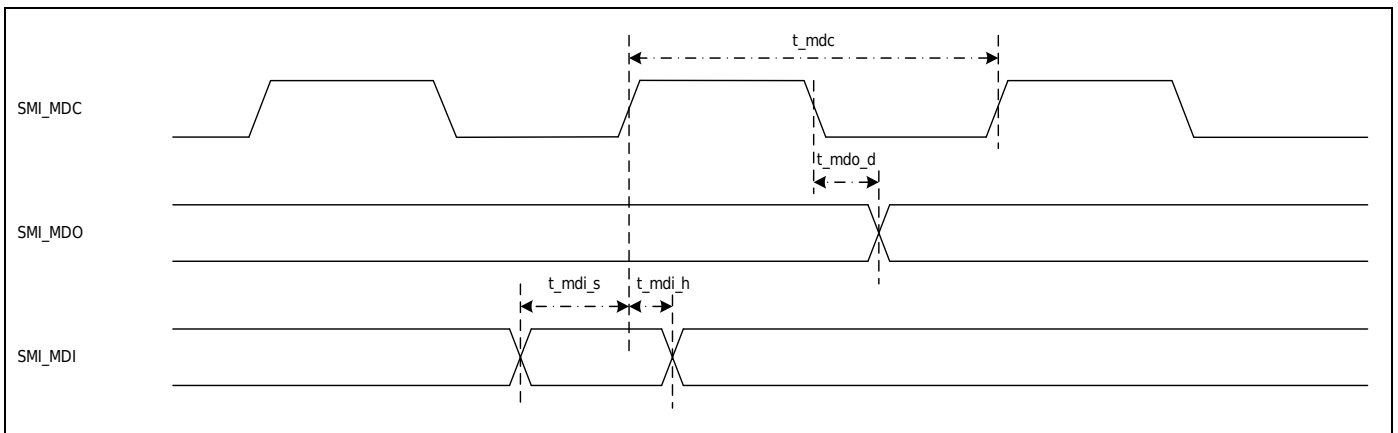 t_mdc
SMI_MDC
t_mdo_d
SMI_MDO
t_mdi_s
t_mdi_h
SMI_MDI